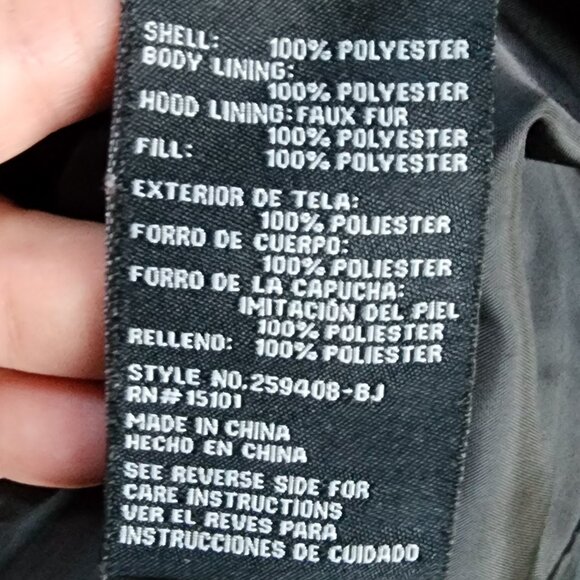 SHELL: 100% POLYESTER
BODY LINING:
100% POLYESTER
HOOD LINING: FAUX FUR
100% POLYESTER
FILL: 100% POLYESTER
EXTERIOR DE TELA:
100% POLIESTER
FORRO DE CUERPO:
100% POLIESTER
FORRO DE LA CAPUCHA:
IMITACIÓN DEL PIEL
100% POLIESTER
RELLENO: 100% POLIESTER
STYLE NO.259408-BJ
RN# 15101
MADE IN CHINA
HECHO EN CHINA
SEE REVERSE SIDE FOR
CARE INSTRUCTIONS
VER EL REVES PARA
INSTRUCCIONES DE CUIDADO